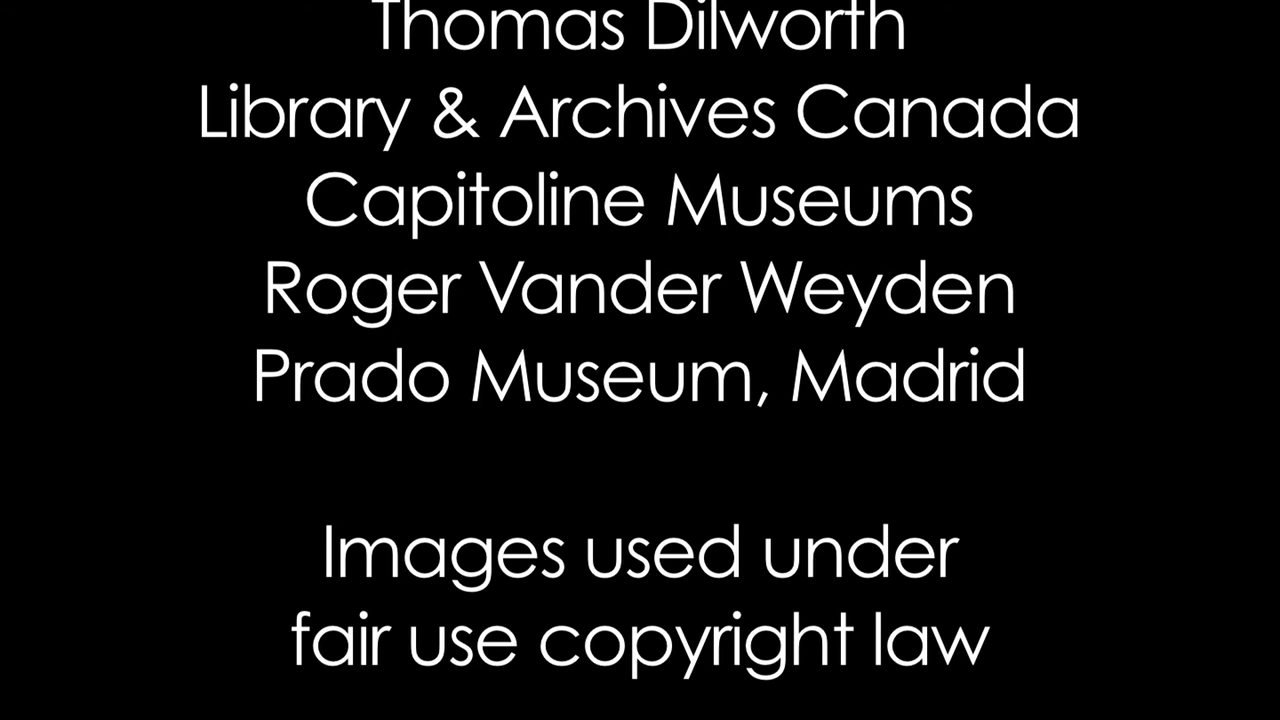 Thomas Dilworth
Library & Archives Canada
Capitoline Museums
Roger Vander Weyden
Prado Museum, Madrid
Images used under
fair use copyright law